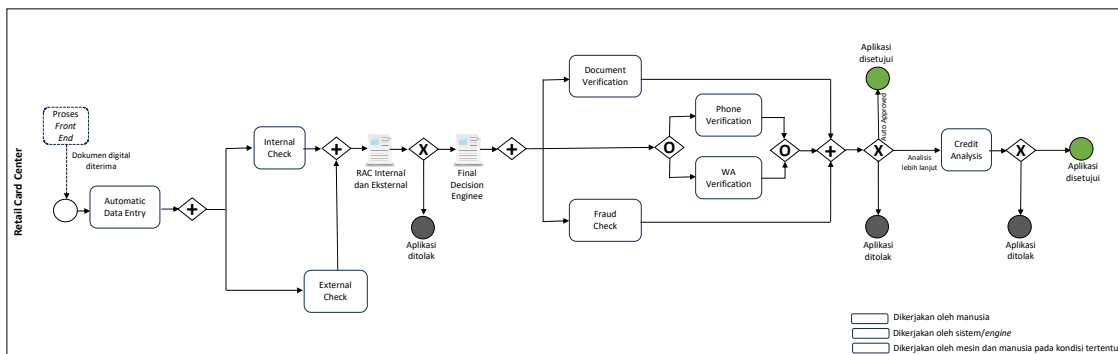 Retail Card Center
Proses
Front
End
Dokumen digital
diterima
Automatic
Data Entry
Internal
Check
External
Check
RAC Internal
dan Eksternal
X
Aplikasi
ditolak
Final
Decision
Enginee
Document
Verification
O
Phone
Verification
WA
Verification
O
Fraud
Check
Aplikasi
disetujui
Auto Approved
X
Aplikasi
ditolak
Analisis
lebih lanjut
Credit
Analysis
X
Aplikasi
disetujui
Aplikasi
ditolak
Dikerjakan oleh manusia
Dikerjakan oleh sistem/engine
Dikerjakan oleh mesin dan manusia pada kondisi tertentu